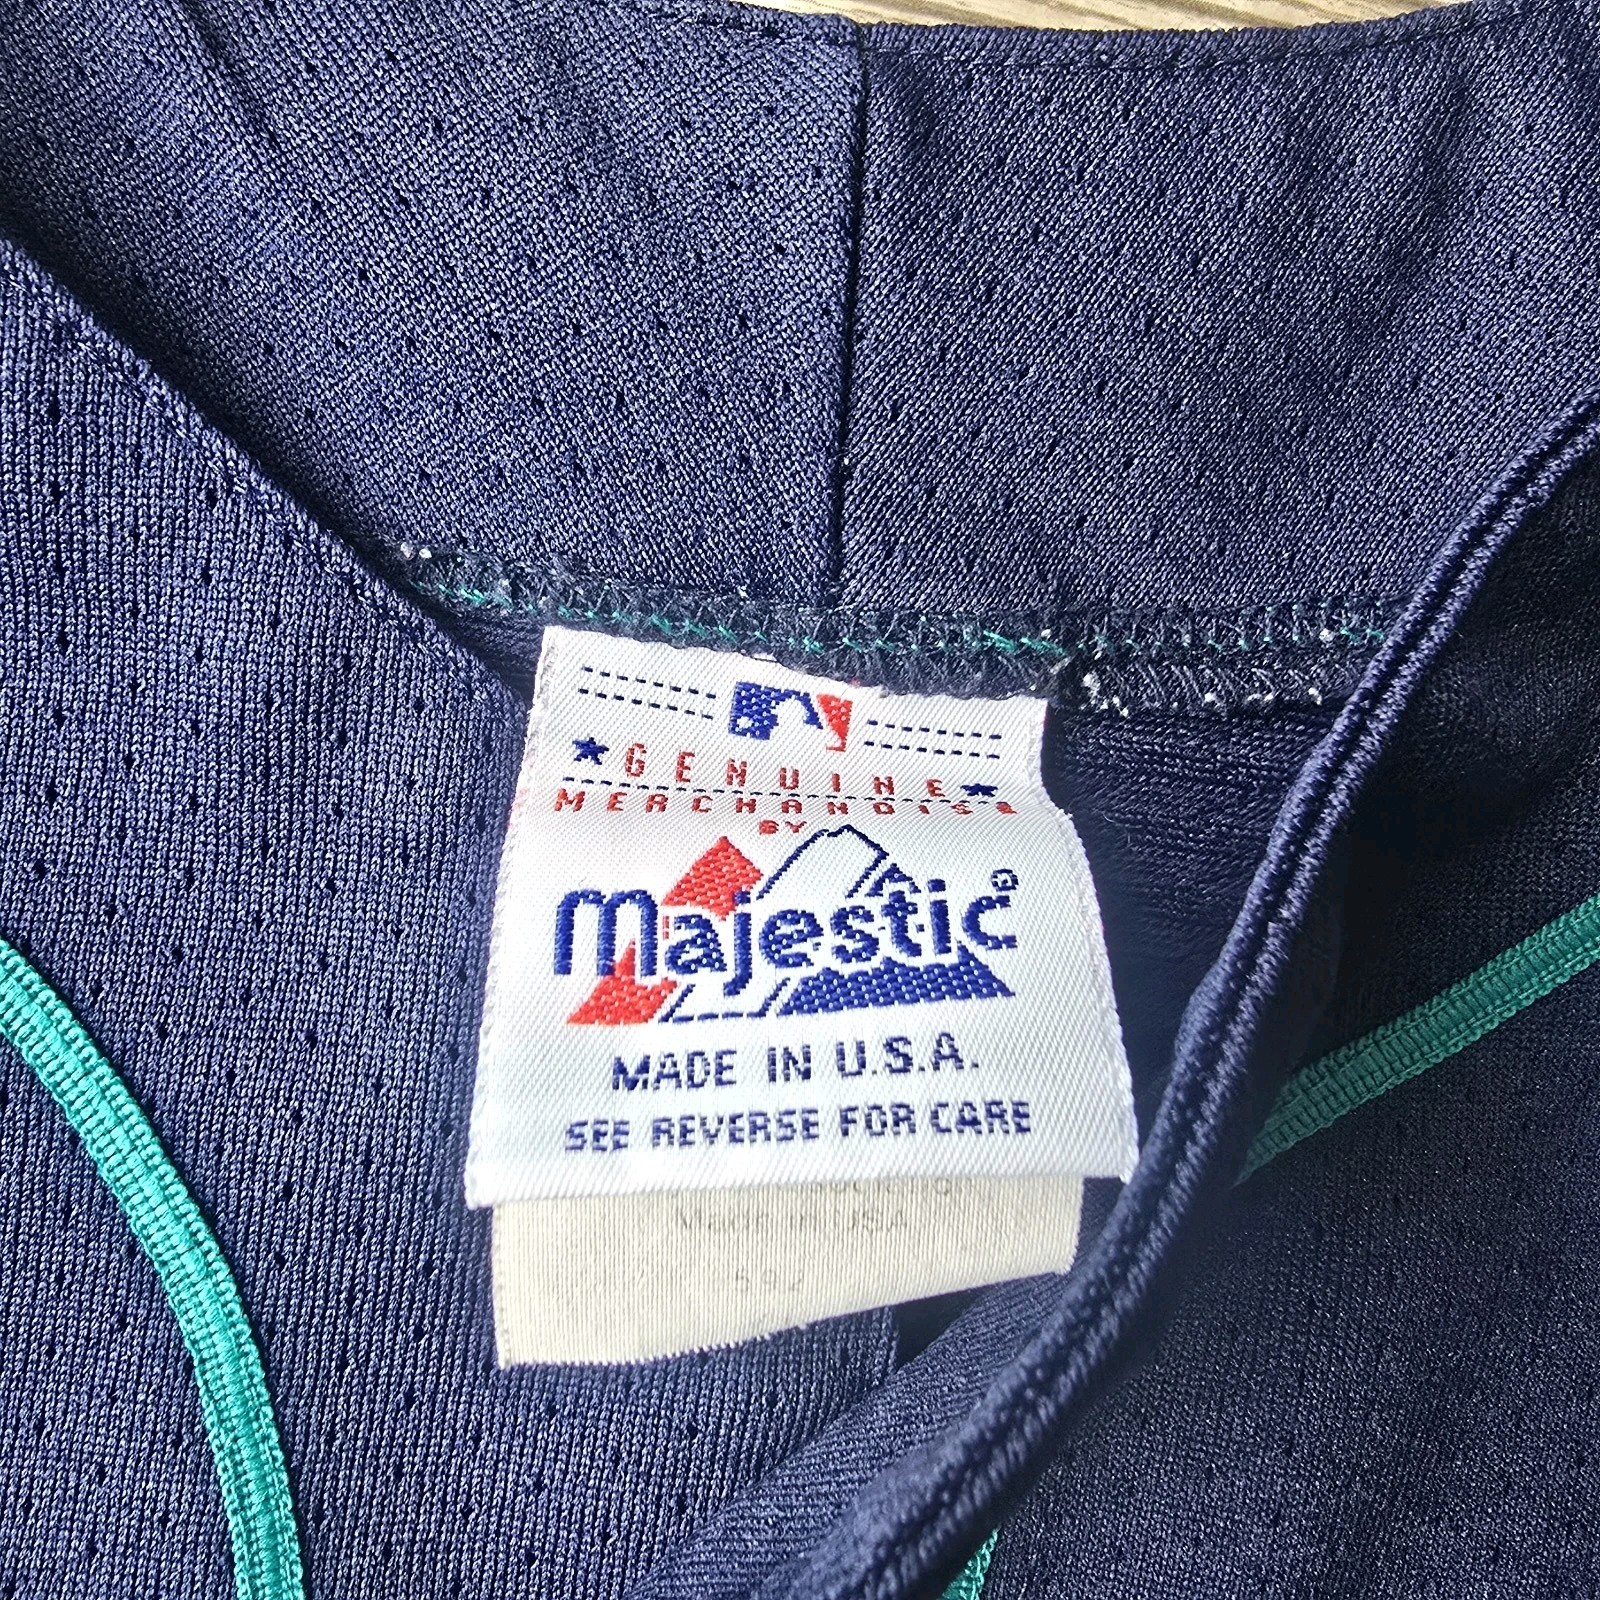 GENUINE
MERCHANDISE
BY
Majestic®
MADE IN U.S.A.
SEE REVERSE FOR CARE
Made in USA